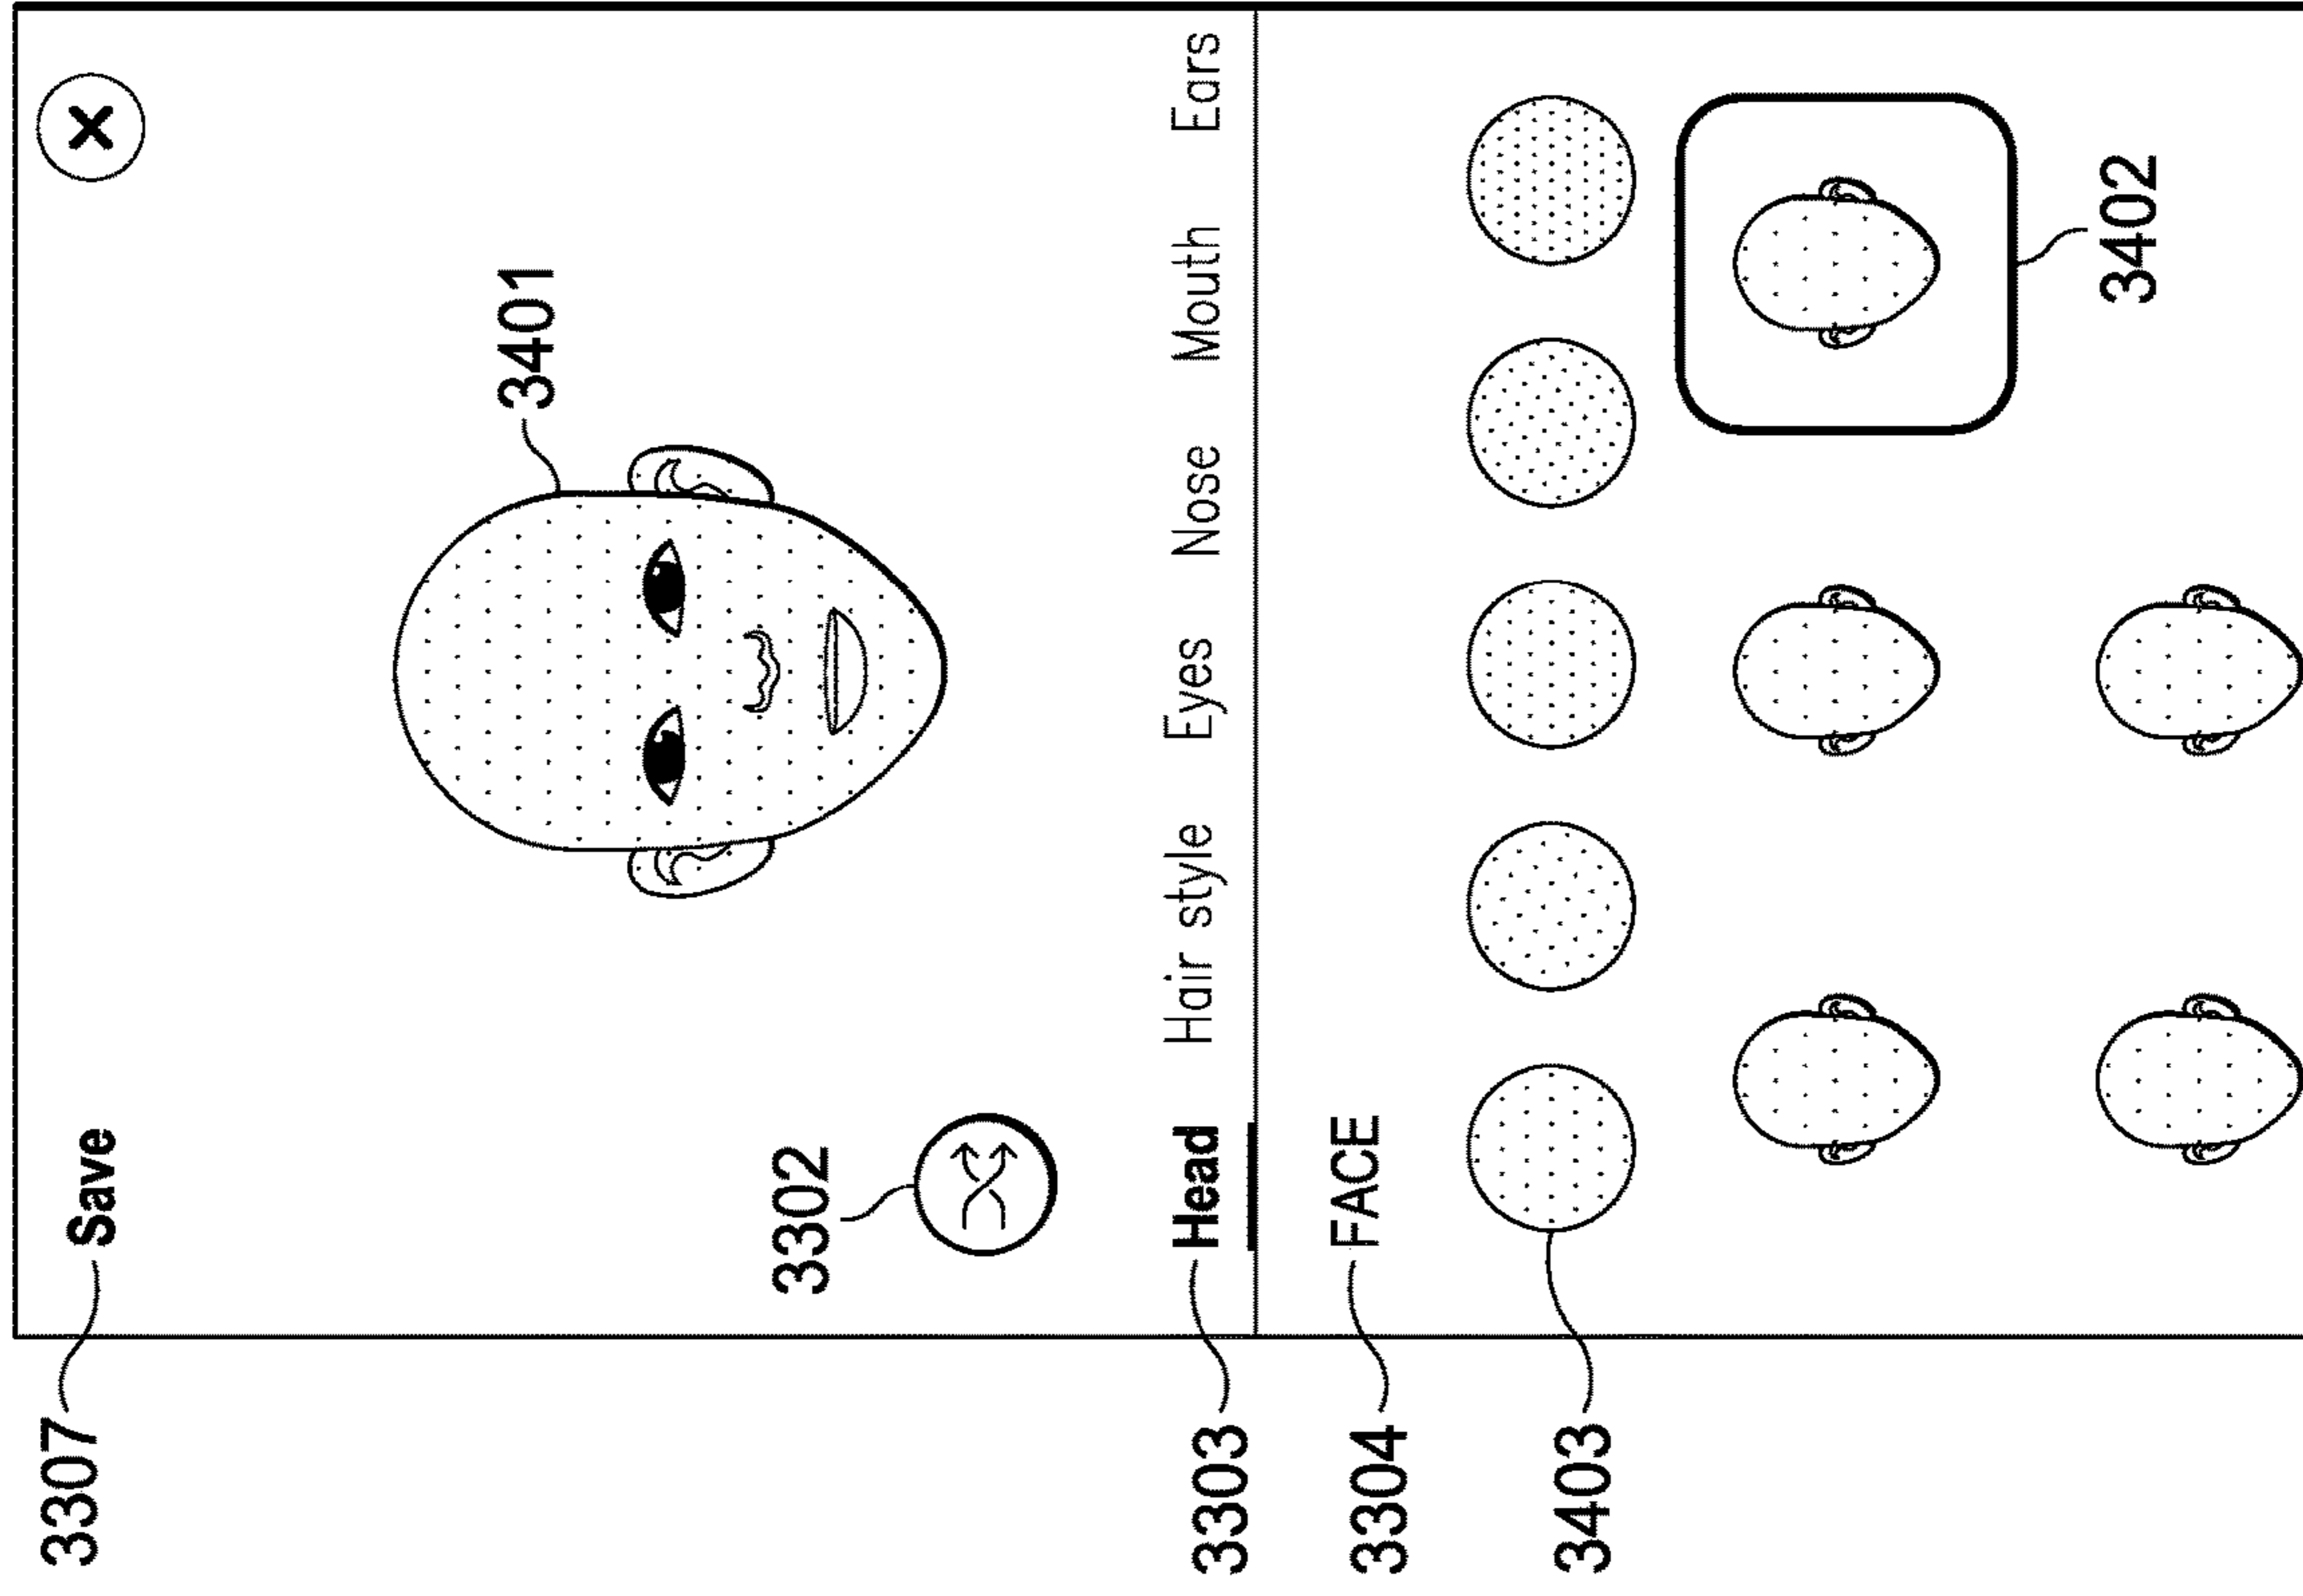 3307 Save
3401
3302
3303 Head Hair style Eyes Nose Mouth Ears
3304 FACE
3403
3402